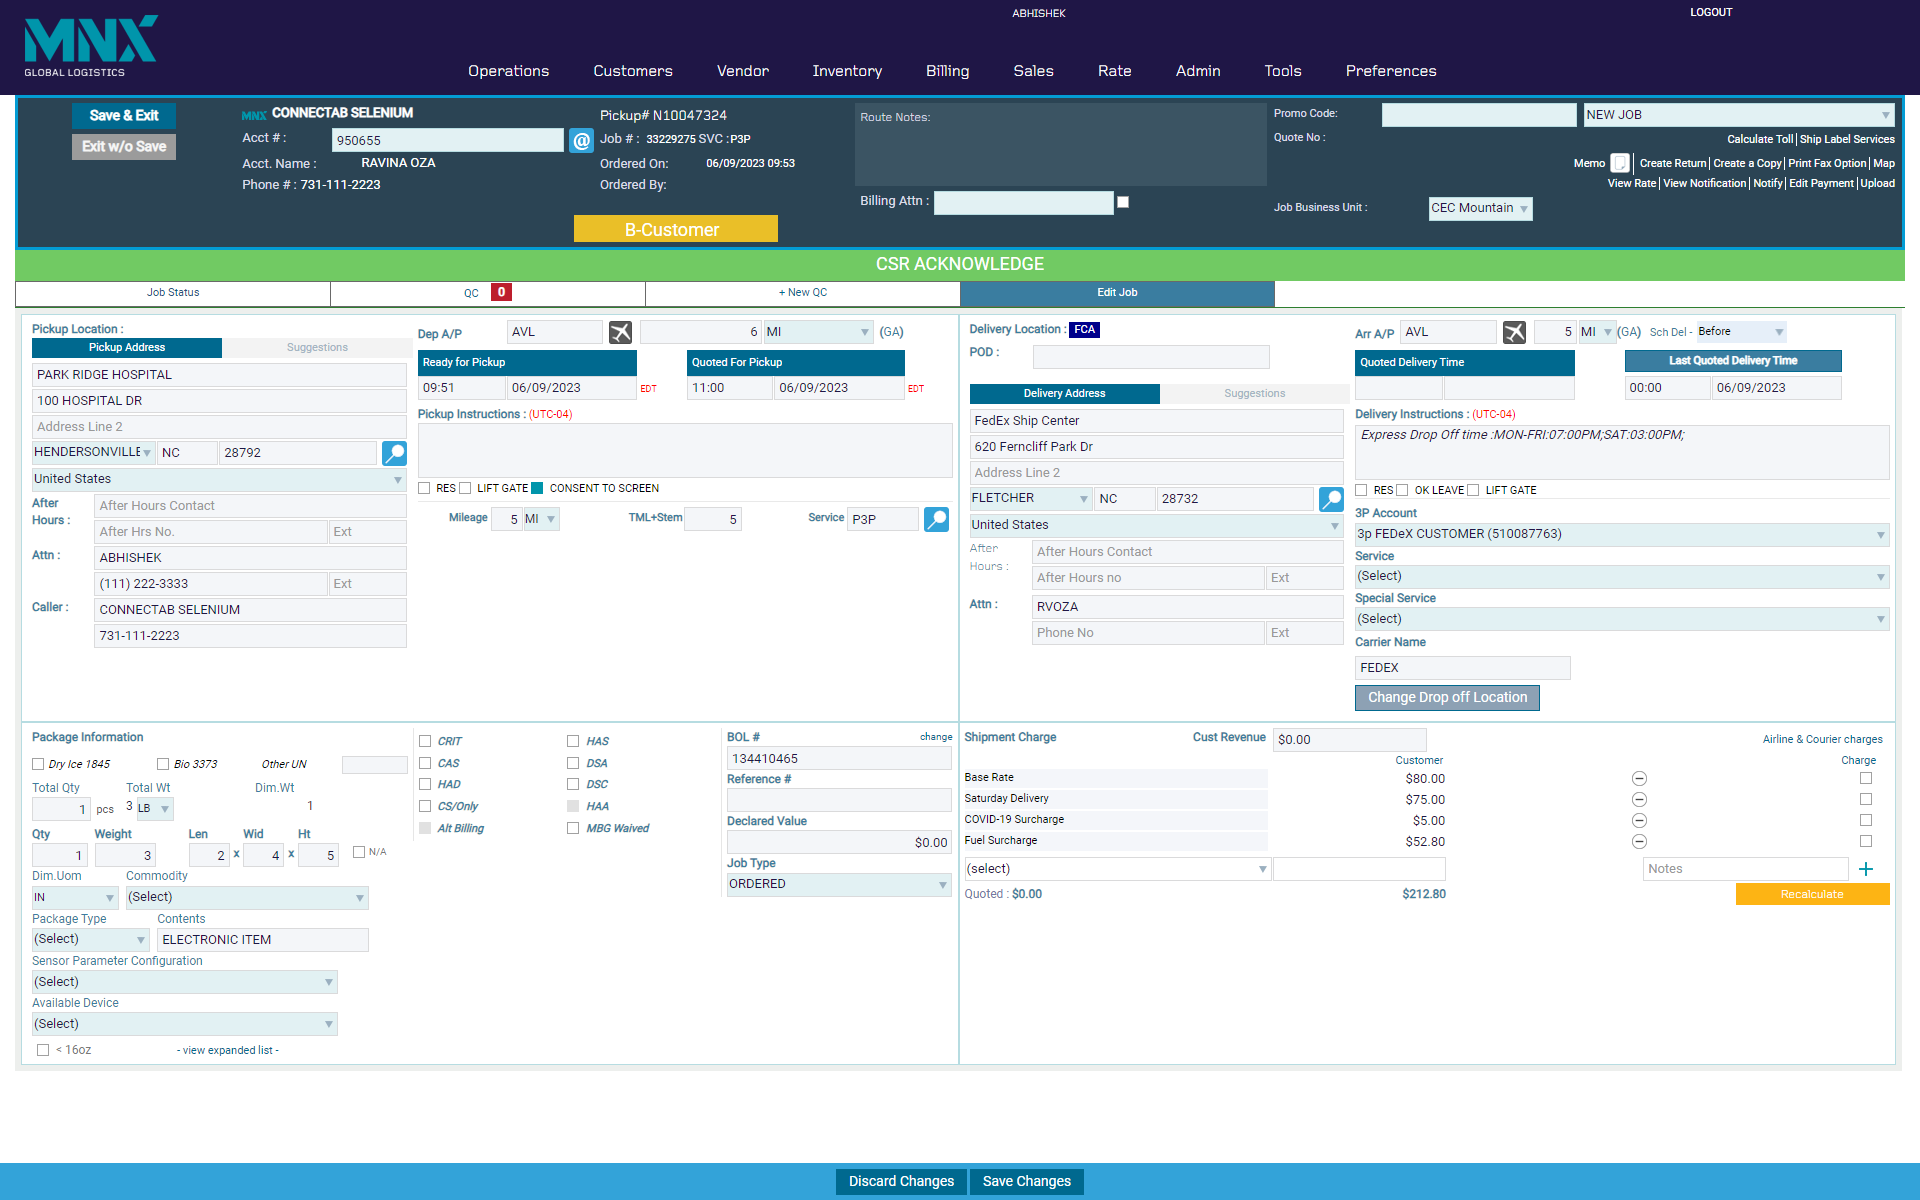 ABHISHEK
LOGOUT
MNX
GLOBAL LOGISTICS
Operations Customers Vendor Inventory Billing Sales Rate Admin Tools Preferences
Save & Exit
Exit w/o Save
MNX CONNECTAB SELENIUM
Acct # : 950655 @
Acct. Name : RAVINA OZA
Phone # : 731-111-2223
Pickup# N10047324
Job # : 33229275 SVC :P3P
Ordered On: 06/09/2023 09:53
Ordered By:
B-Customer
Route Notes:
Billing Attn :
Promo Code: NEW JOB
Quote No :
Calculate Toll | Ship Label Services
Memo | Create Return | Create a Copy | Print Fax Option | Map
View Rate | View Notification | Notify | Edit Payment | Upload
Job Business Unit : CEC Mountain
CSR ACKNOWLEDGE
Job Status QC 0 + New QC Edit Job
Pickup Location :
Pickup Address Suggestions
PARK RIDGE HOSPITAL
100 HOSPITAL DR
Address Line 2
HENDERSONVILLE NC 28792
United States
After Hours : After Hours Contact
After Hrs No. Ext
Attn : ABHISHEK
(111) 222-3333 Ext
Caller : CONNECTAB SELENIUM
731-111-2223
Dep A/P AVL 6 MI (GA)
Ready for Pickup Quoted For Pickup
09:51 06/09/2023 EDT 11:00 06/09/2023 EDT
Pickup Instructions : (UTC-04)
RES LIFT GATE CONSENT TO SCREEN
Mileage 5 MI TML+Stem 5 Service P3P
Delivery Location : FCA
POD :
Delivery Address Suggestions
FedEx Ship Center
620 Ferncliff Park Dr
Address Line 2
FLETCHER NC 28732
United States
After Hours : After Hours Contact
After Hours no Ext
Attn : RVOZA
Phone No Ext
Arr A/P AVL 5 MI (GA) Sch Del - Before
Quoted Delivery Time Last Quoted Delivery Time
00:00 06/09/2023
Delivery Instructions : (UTC-04)
Express Drop Off time :MON-FRI:07:00PM;SAT:03:00PM;
RES OK LEAVE LIFT GATE
3P Account
3p FEDeX CUSTOMER (510087763)
Service
(Select)
Special Service
(Select)
Carrier Name
FEDEX
Change Drop off Location
Package Information
Dry Ice 1845 Bio 3373 Other UN
Total Qty Total Wt Dim.Wt
1 pcs 3 LB 1
Qty Weight Len Wid Ht
1 3 2 x 4 x 5 N/A
Dim.Uom Commodity
IN (Select)
Package Type Contents
(Select) ELECTRONIC ITEM
Sensor Parameter Configuration
(Select)
Available Device
(Select)
< 16oz - view expanded list -
CRIT HAS
CAS DSA
HAD DSC
CS/Only HAA
Alt Billing MBG Waived
BOL # change
134410465
Reference #
Declared Value
$0.00
Job Type
ORDERED
Shipment Charge Cust Revenue $0.00 Airline & Courier charges
Customer Charge
Base Rate $80.00
Saturday Delivery $75.00
COVID-19 Surcharge $5.00
Fuel Surcharge $52.80
(select) Notes +
Quoted : $0.00 $212.80 Recalculate
Discard Changes Save Changes